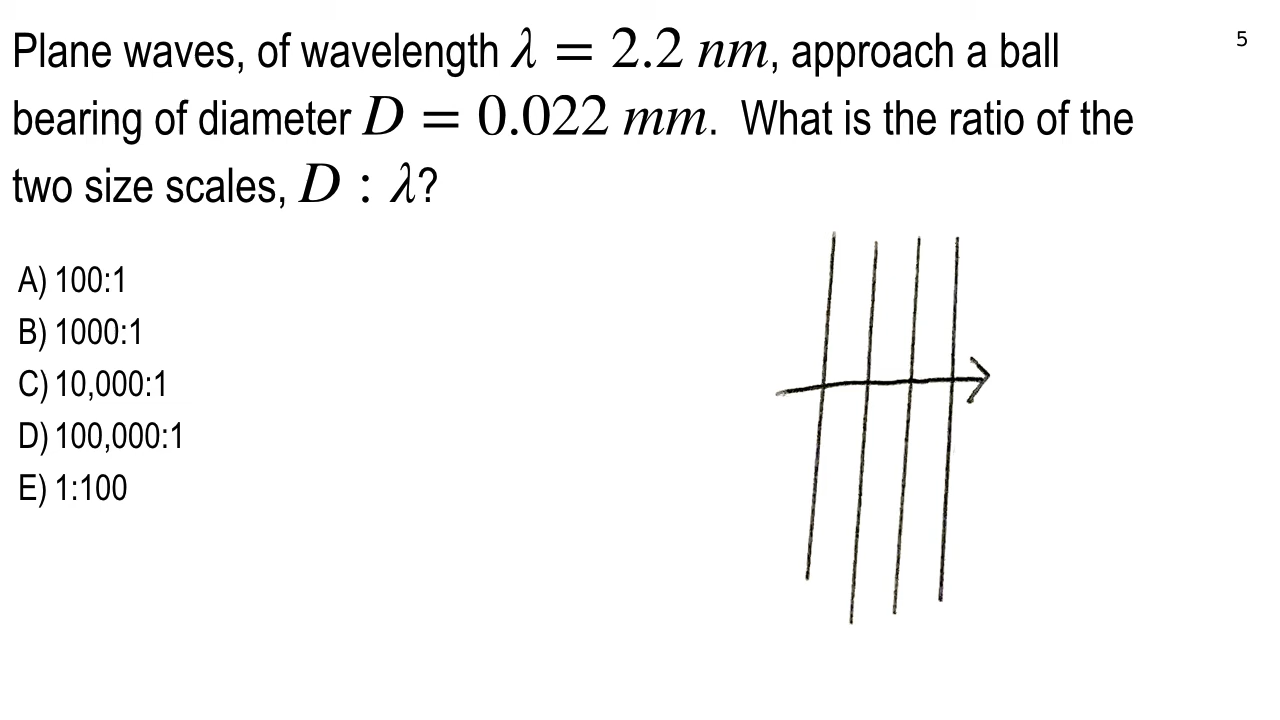 Plane waves, of wavelength λ = 2.2 nm, approach a ball
5
bearing of diameter D = 0.022 mm. What is the ratio of the
two size scales, D : λ?
A) 100:1
B) 1000:1
C) 10,000:1
D) 100,000:1
E) 1:100